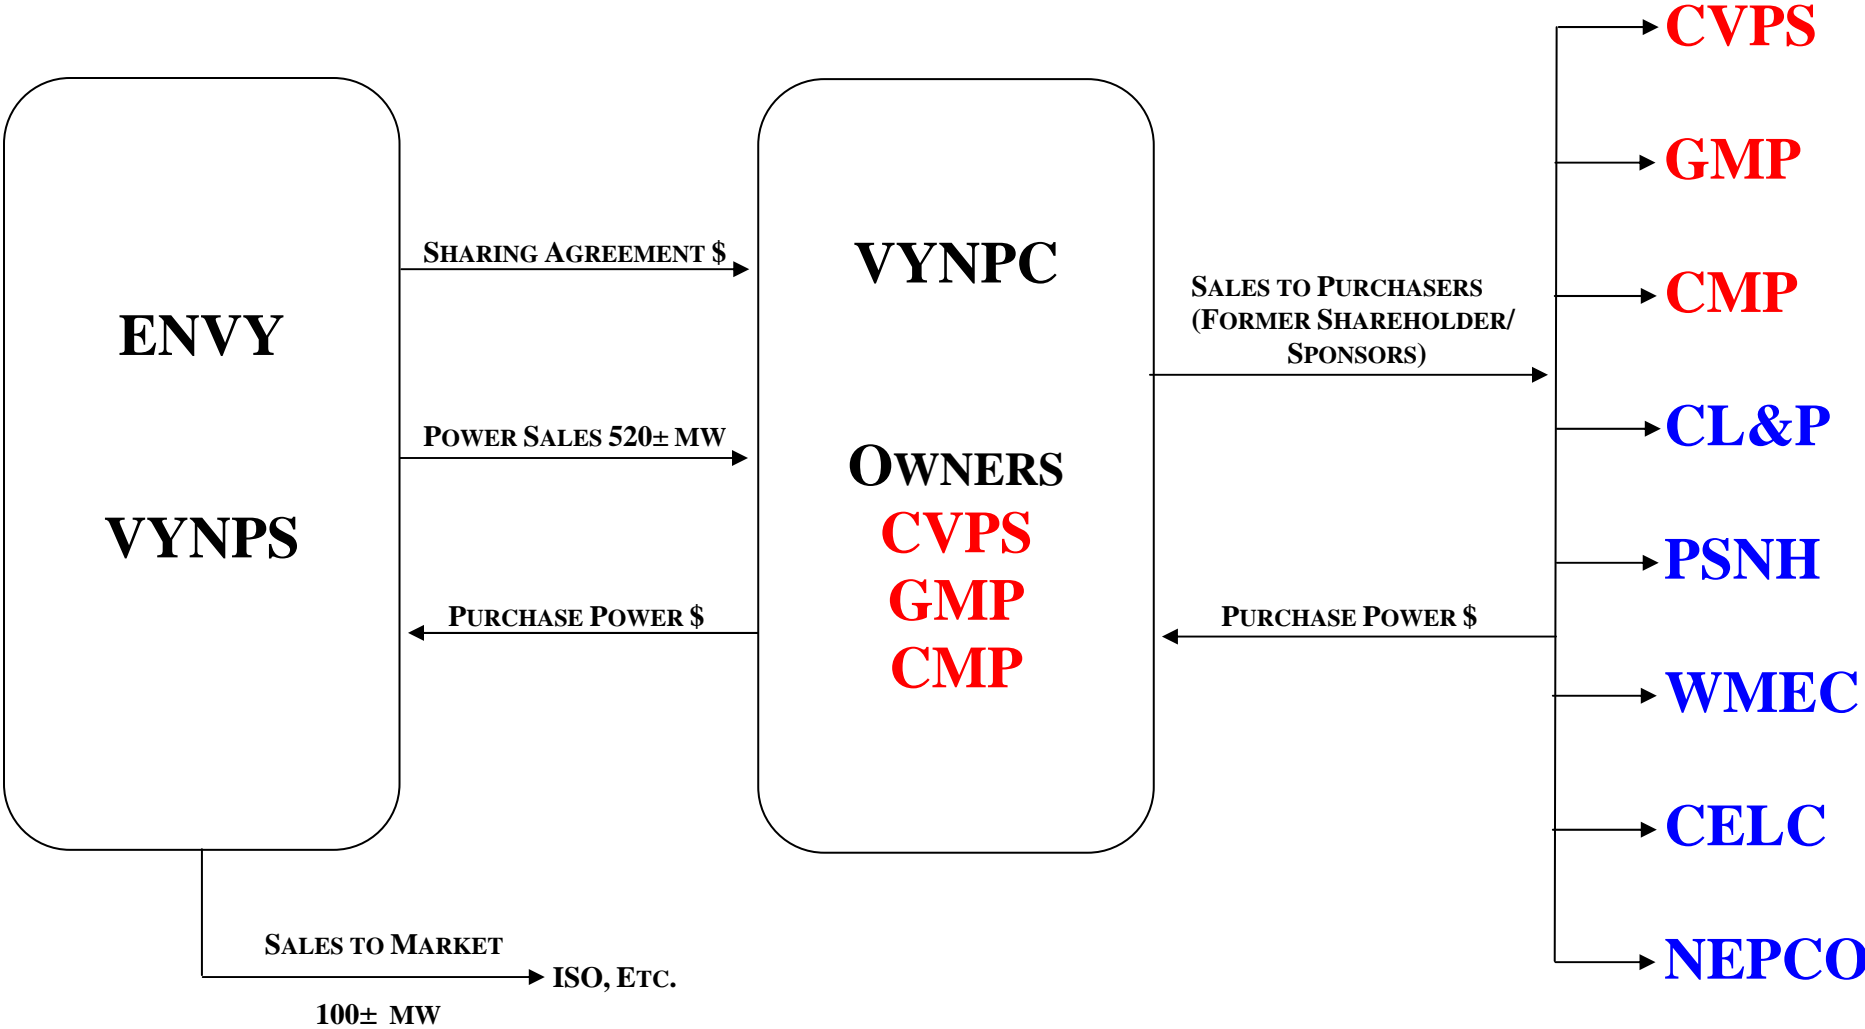 ENVY
VYNPS
SHARING AGREEMENT $
POWER SALES 520± MW
PURCHASE POWER $
VYNPC
OWNERS
CVPS
GMP
CMP
SALES TO PURCHASERS
(FORMER SHAREHOLDER/
SPONSORS)
PURCHASE POWER $
CVPS
GMP
CMP
CL&P
PSNH
WMEC
CELC
NEPCO
SALES TO MARKET
ISO, ETC.
100± MW